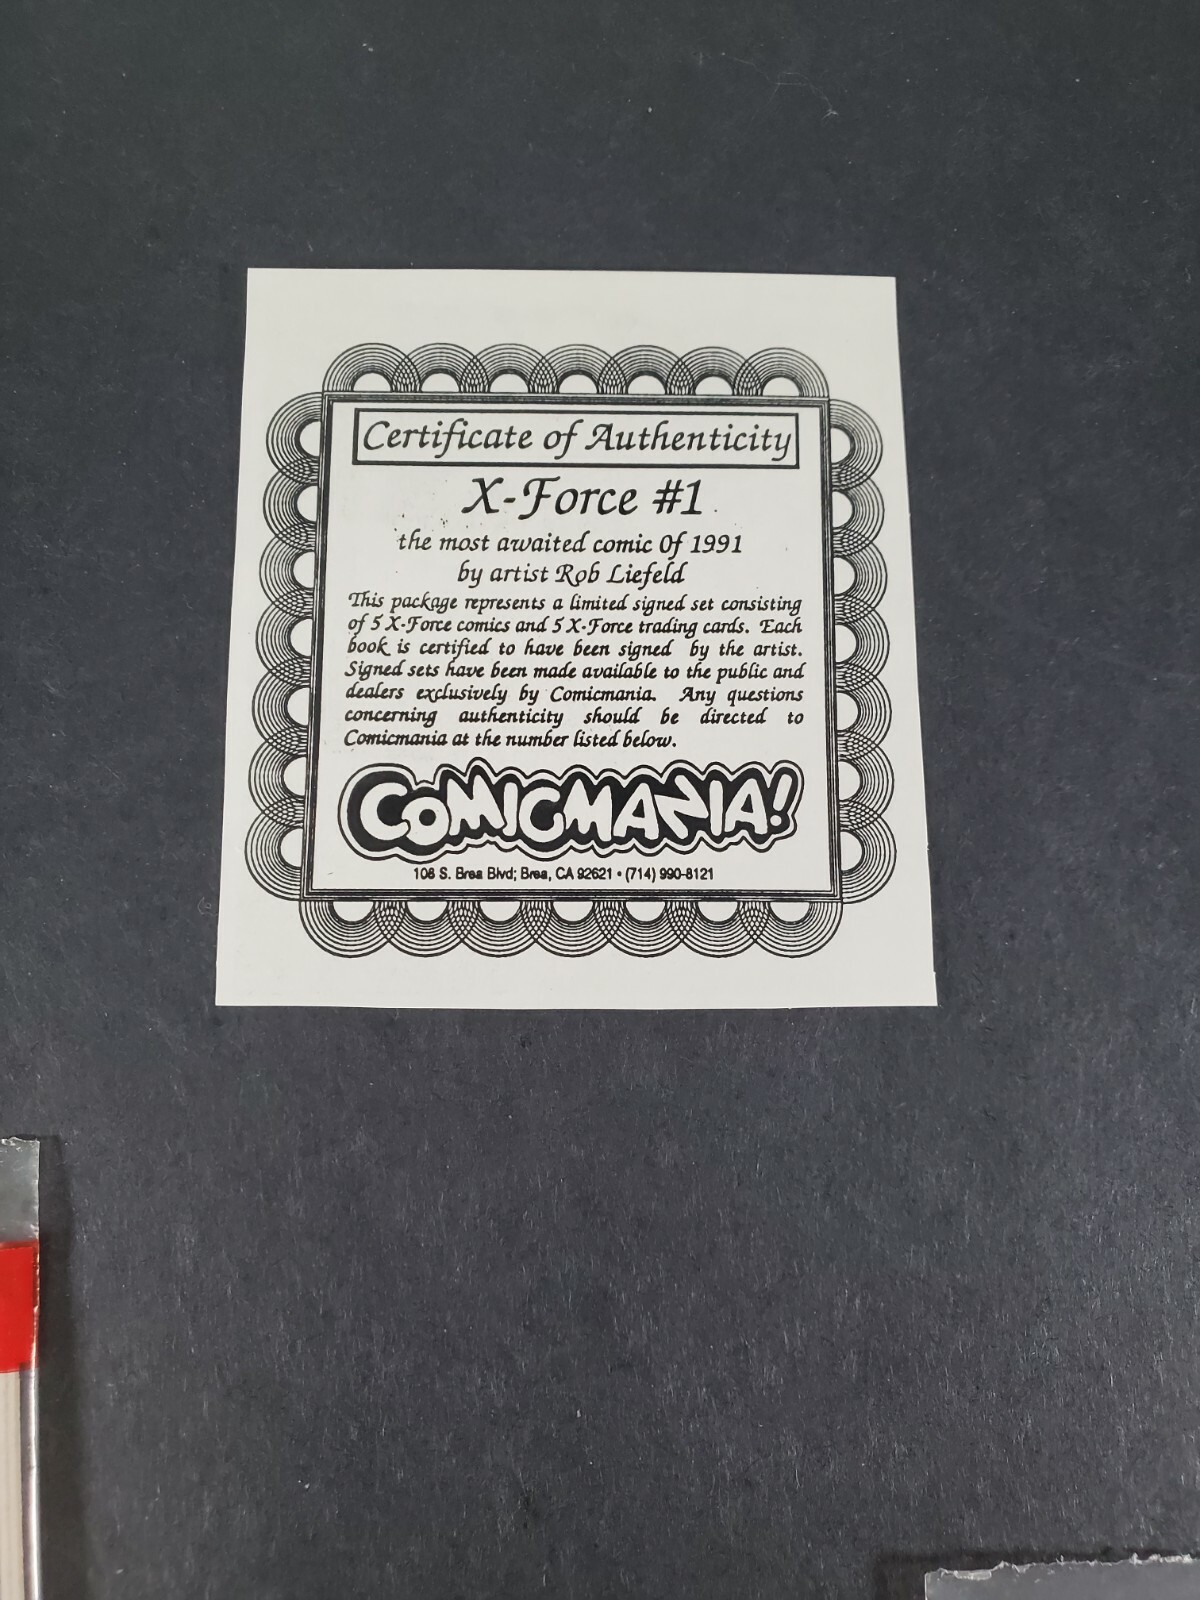 Certificate of Authenticity
X-Force #1
the most awaited comic Of 1991
by artist Rob Liefeld
This package represents a limited signed set consisting
of 5 X-Force comics and 5 X-Force trading cards. Each
book is certified to have been signed by the artist.
Signed sets have been made available to the public and
dealers exclusively by Comicmania. Any questions
concerning authenticity should be directed to
Comicmania at the number listed below.
COMICMANIA!
108 S. Brea Blvd; Brea, CA 92621 • (714) 990-8121